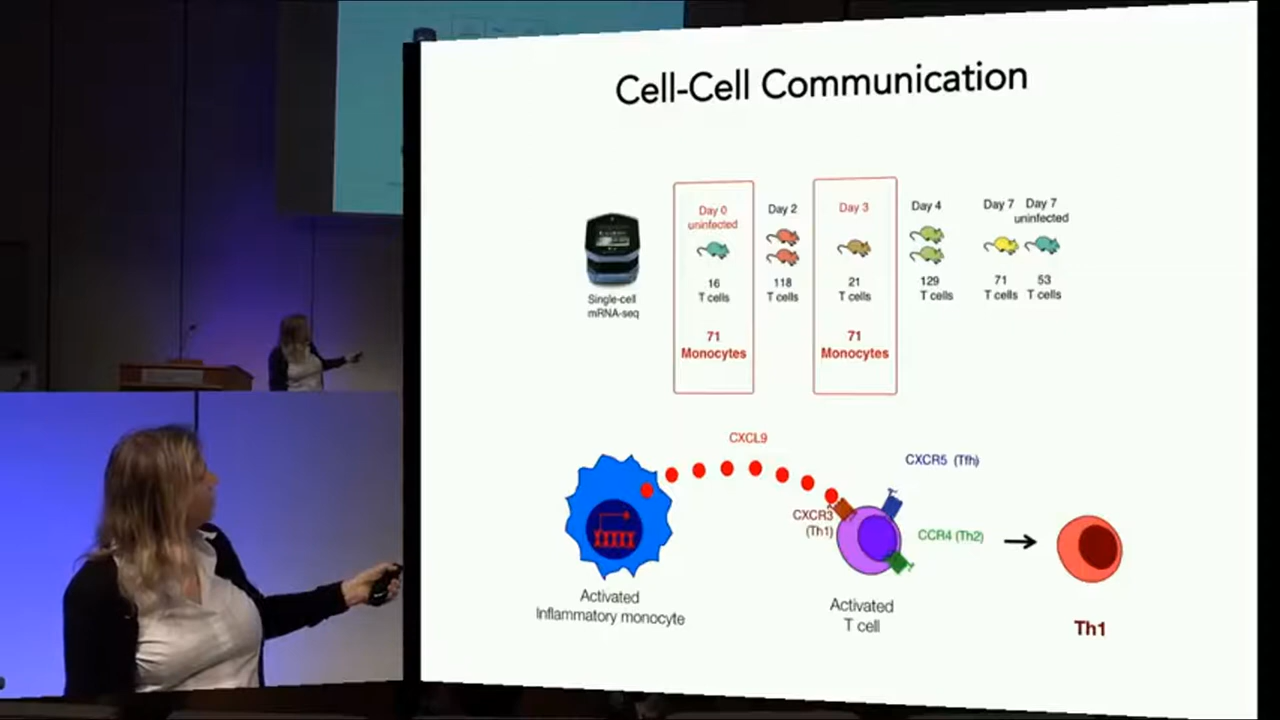 Cell-Cell Communication
Day 0
uninfected
Day 2
Day 3
Day 4
Day 7
Day 7
uninfected
16
T cells
118
T cells
21
T cells
129
T cells
71
T cells
53
T cells
Single-cell
mRNA-seq
71
Monocytes
71
Monocytes
CXCL9
CXCR5 (Tfh)
CXCR3
(Th1)
CCR4 (Th2)
Activated
Inflammatory monocyte
Activated
T cell
Th1